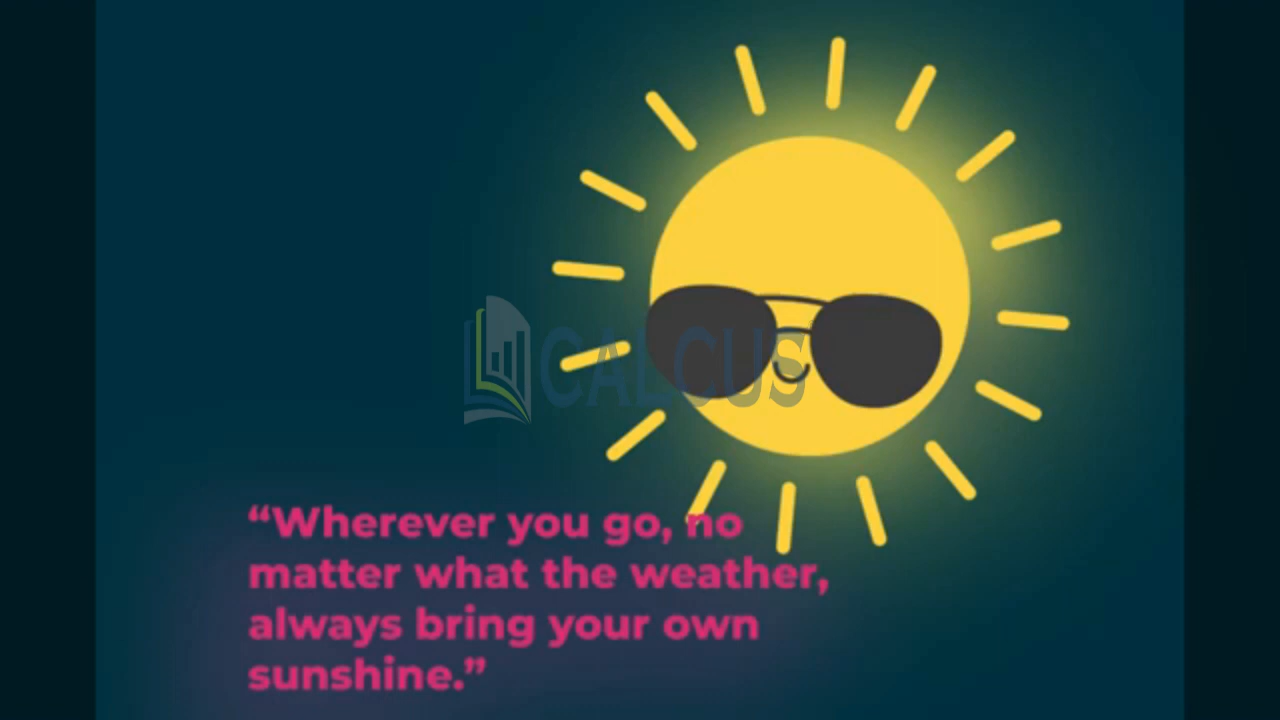 CALCUS
“Wherever you go, no
matter what the weather,
always bring your own
sunshine.”